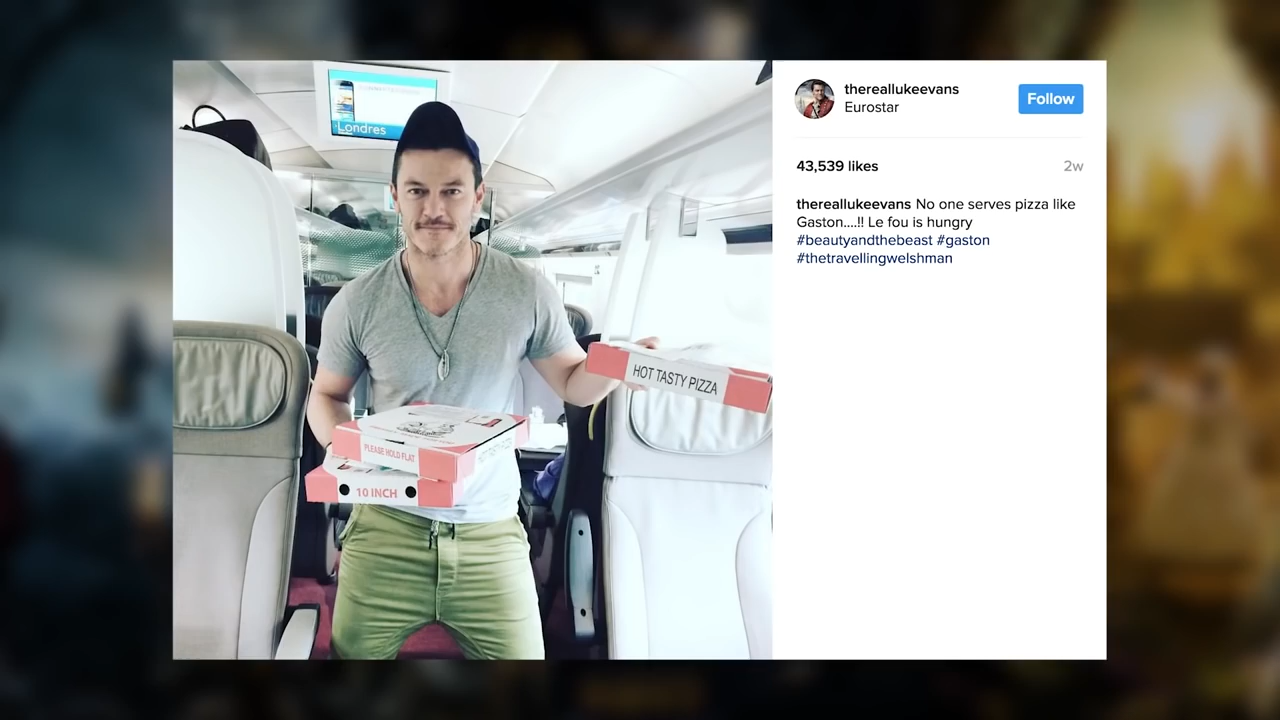 Londres
HOT TASTY PIZZA
PLEASE HOLD FLAT
10 INCH
thereallukeevans
Eurostar
Follow
43,539 likes
2w
thereallukeevans No one serves pizza like
Gaston....!! Le fou is hungry
#beautyandthebeast #gaston
#thetravellingwelshman